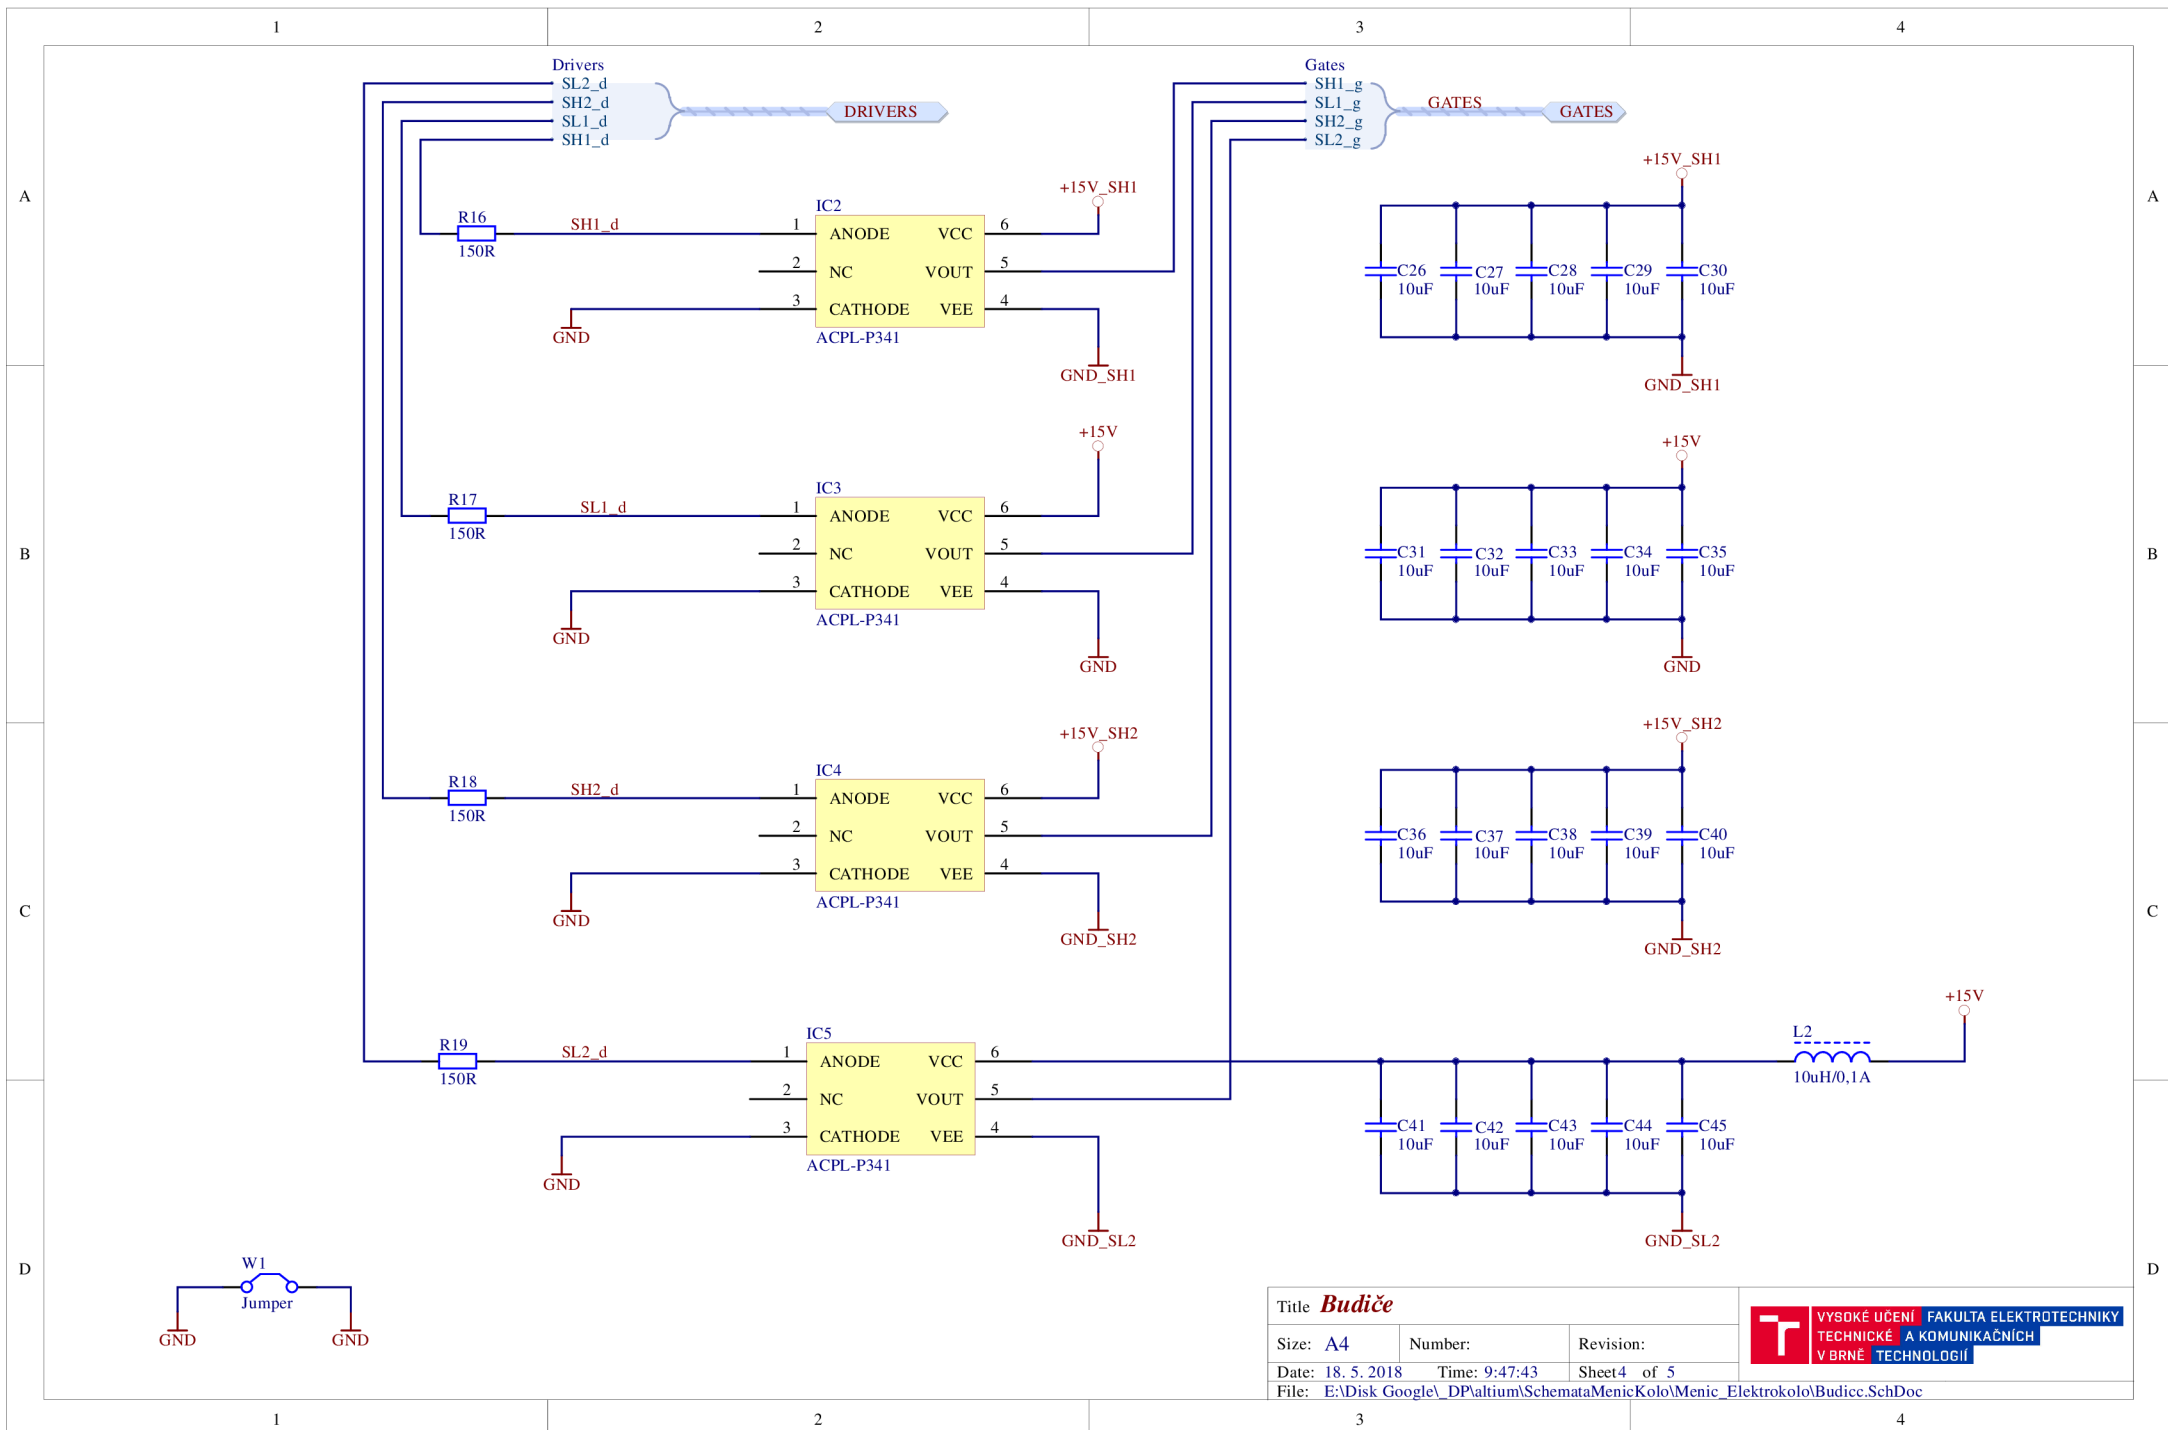 1 2 3 4
Drivers
SL2_d
SH2_d
SL1_d
SH1_d
DRIVERS
Gates
SH1_g
SL1_g
SH2_g
SL2_g
GATES
GATES
A
A
R16
150R
SH1_d
IC2
1 ANODE VCC 6
2 NC VOUT 5
3 CATHODE VEE 4
ACPL-P341
GND
+15V_SH1
GND_SH1
+15V_SH1
C26 10uF
C27 10uF
C28 10uF
C29 10uF
C30 10uF
GND_SH1
B
B
R17
150R
SL1_d
IC3
1 ANODE VCC 6
2 NC VOUT 5
3 CATHODE VEE 4
ACPL-P341
GND
+15V
GND
+15V
C31 10uF
C32 10uF
C33 10uF
C34 10uF
C35 10uF
GND
C
C
R18
150R
SH2_d
IC4
1 ANODE VCC 6
2 NC VOUT 5
3 CATHODE VEE 4
ACPL-P341
GND
+15V_SH2
GND_SH2
+15V_SH2
C36 10uF
C37 10uF
C38 10uF
C39 10uF
C40 10uF
GND_SH2
R19
150R
SL2_d
IC5
1 ANODE VCC 6
2 NC VOUT 5
3 CATHODE VEE 4
ACPL-P341
GND
GND_SL2
C41 10uF
C42 10uF
C43 10uF
C44 10uF
C45 10uF
GND_SL2
L2
10uH/0,1A
+15V
D
D
W1
Jumper
GND
GND
Title Budiče
Size: A4 Number: Revision:
Date: 18. 5. 2018 Time: 9:47:43 Sheet 4 of 5
File: E:\Disk Google\_DP\altium\SchemataMenicKolo\Menic_Elektrokolo\Budicc.SchDoc
VYSOKÉ UČENÍ FAKULTA ELEKTROTECHNIKY
TECHNICKÉ A KOMUNIKAČNÍCH
V BRNĚ TECHNOLOGIÍ
1 2 3 4